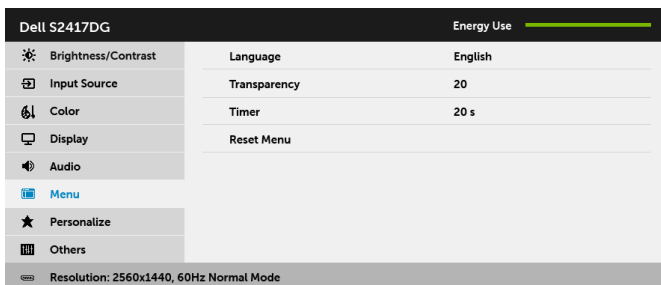 Dell S2417DG Energy Use
Brightness/Contrast Language English
Input Source Transparency 20
Color Timer 20 s
Display Reset Menu
Audio
Menu
Personalize
Others
Resolution: 2560x1440, 60Hz Normal Mode